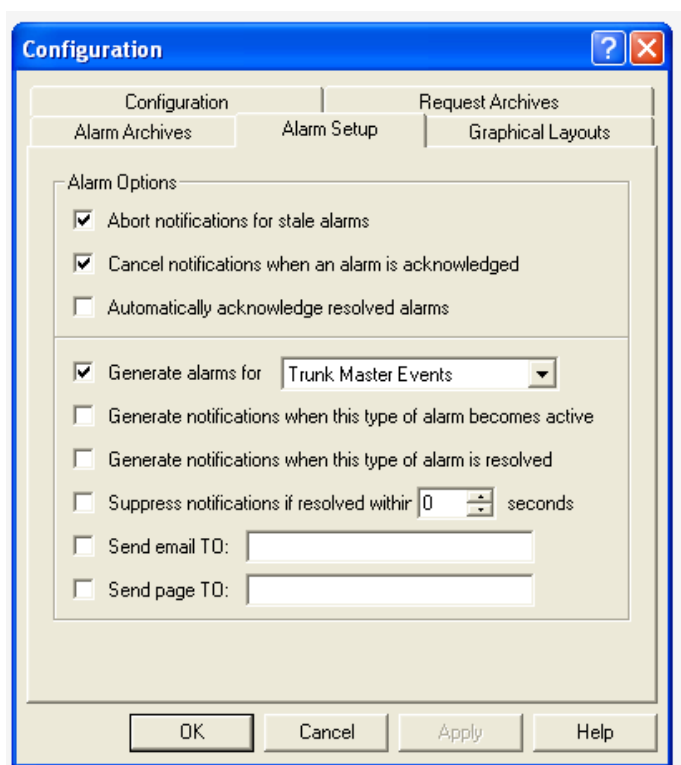 Configuration
Configuration Request Archives
Alarm Archives Alarm Setup Graphical Layouts
Alarm Options
Abort notifications for stale alarms
Cancel notifications when an alarm is acknowledged
Automatically acknowledge resolved alarms
Generate alarms for Trunk Master Events
Generate notifications when this type of alarm becomes active
Generate notifications when this type of alarm is resolved
Suppress notifications if resolved withir 0 seconds
Send email TO:
Send page TO:
OK Cancel Apply Help